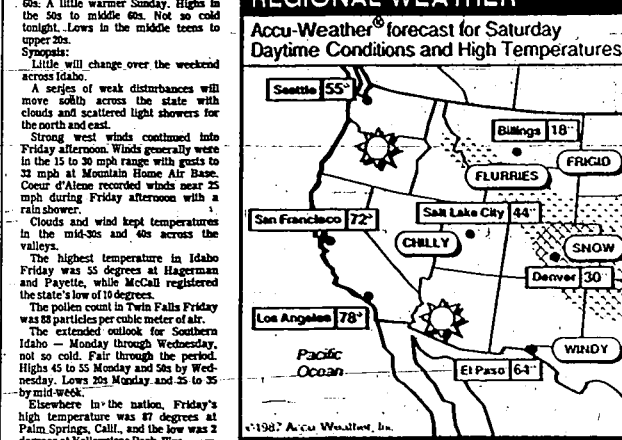 60s. A little warmer Sunday. Highs in
the 50s to middle 60s. Not so cold
tonight. Lows in the middle teens to
upper 20s.
Synopsis:
Little will change over the weekend
across Idaho.
A series of weak disturbances will
move south across the state with
clouds and scattered light showers for
the north and east.
Strong west winds continued into
Friday afternoon. Winds generally were
in the 15 to 30 mph range with gusts to
32 mph at Mountain Home Air Base.
Coeur d'Alene recorded winds near 25
mph during Friday afternoon with a
rain shower.
Clouds and wind kept temperatures
in the mid-30s and 40s across the
valleys.
The highest temperature in Idaho
Friday was 55 degrees at Hagerman
and Payette, while McCall registered
the state's low of 10 degrees.
The pollen count in Twin Falls Friday
was 88 particles per cubic meter of air.
The extended outlook for Southern
Idaho — Monday through Wednesday,
not so cold. Fair through the period.
Highs 45 to 55 Monday and 50s by Wed-
nesday. Lows 20s Monday and 25 to 35
by mid-week.
Elsewhere in the nation, Friday's
high temperature was 87 degrees at
Palm Springs, Calif., and the low was 2
degrees at Yellowstone Park, Wyo.
REGIONAL WEATHER
Accu-Weather® forecast for Saturday
Daytime Conditions and High Temperatures
Seattle 55°
Billings 18°
FRIGID
FLURRIES
San Francisco 72°
Salt Lake City 44°
CHILLY
SNOW
Denver 30
Los Angeles 78°
WINDY
Pacific
Ocean
El Paso 64°
©1987 Accu-Weather, Inc.